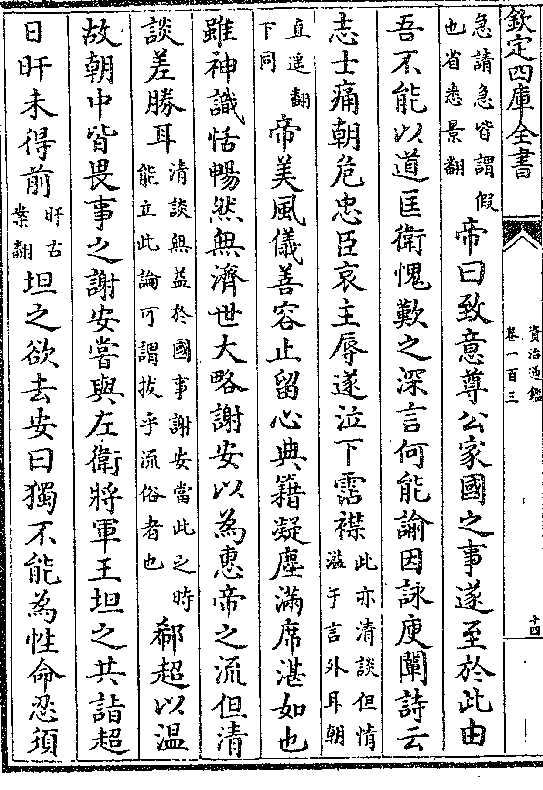 欽定四庫全書
資治通鑑
卷一百三
十四
急請急皆謂假
也省悉景翻
帝曰致意尊公家國之事遂至於此由
吾不能以道匡衛愧歎之深言何能諭因詠庾闡詩云
志士痛朝危忠臣哀主辱遂泣下霑襟
此亦清談但情
溢于言外耳朝
直遥翻
下同
帝美風儀善容止留心典籍凝塵滿席湛如也
雖神識恬暢然無濟世大略謝安以為惠帝之流但清
談差勝耳
清談無益於國事謝安當此之時
能立此論可謂拔乎流俗者也
郗超以溫
故朝中皆畏事之謝安嘗與左衛將軍王坦之共詣超
日旰未得前
旰古
案翻
坦之欲去安曰獨不能為性命忍須